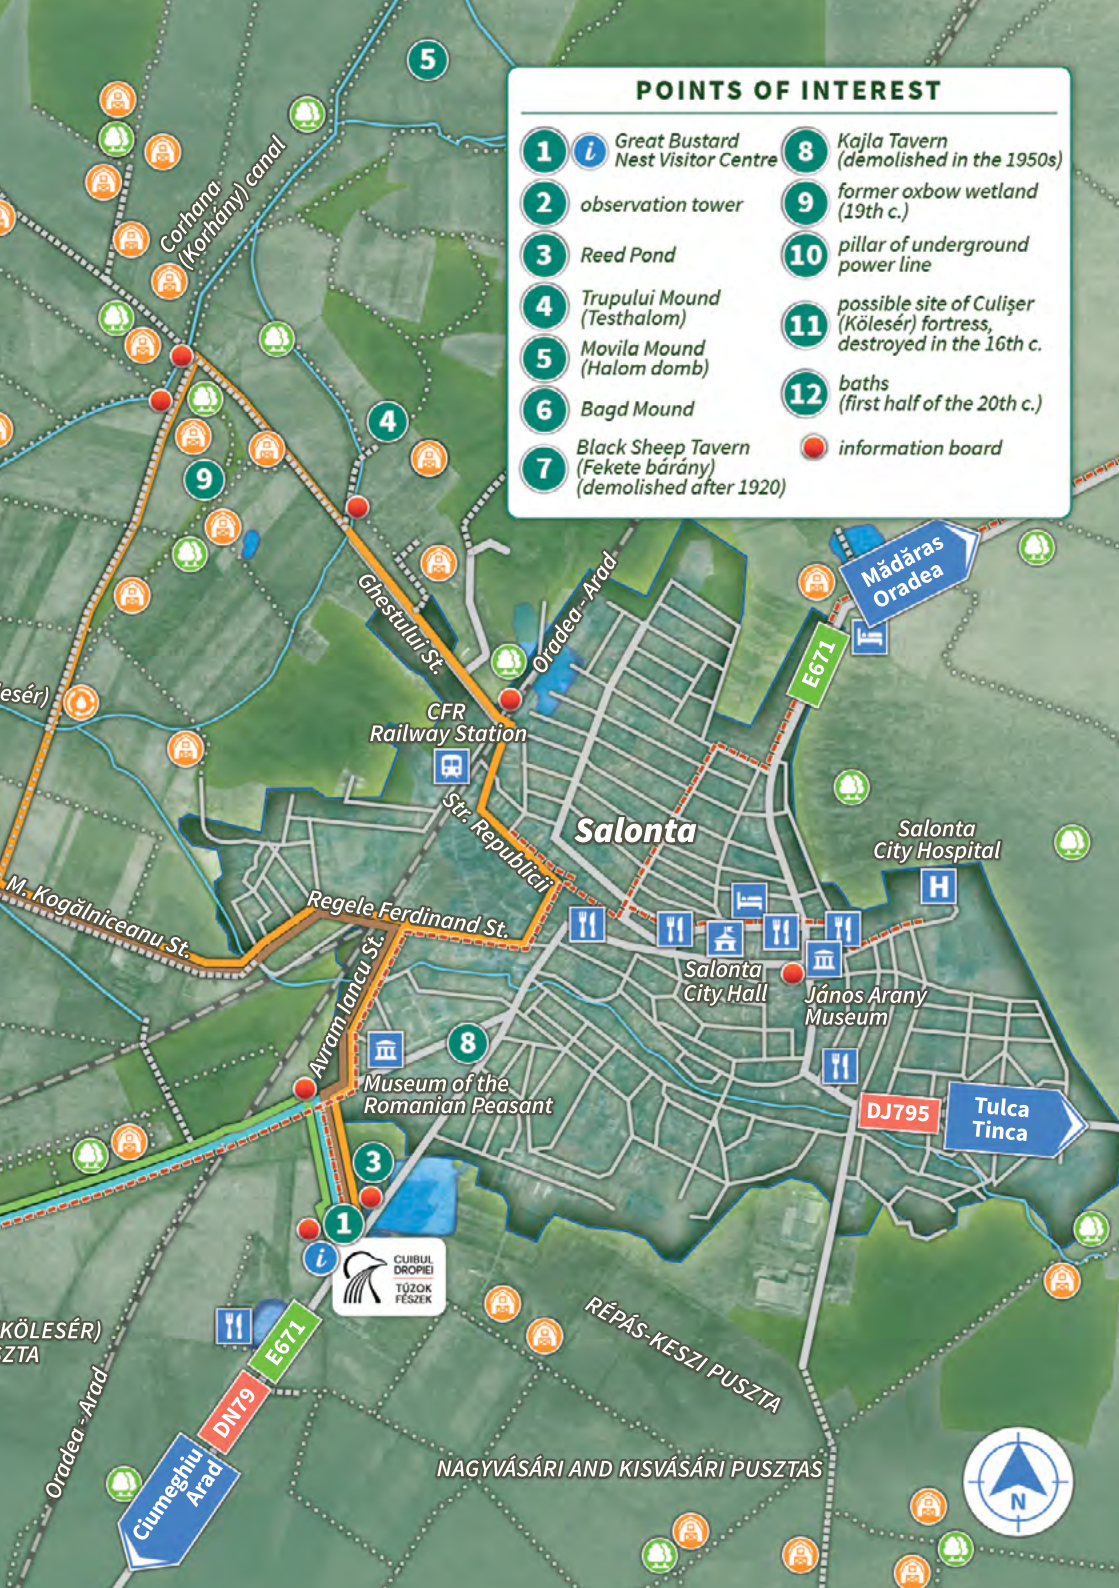 5
POINTS OF INTEREST
1 i Great Bustard
Nest Visitor Centre
2 observation tower
3 Reed Pond
4 Trupului Mound
(Testhalom)
5 Movila Mound
(Halom domb)
6 Bagd Mound
7 Black Sheep Tavern
(Fekete bárány)
(demolished after 1920)
8 Kajla Tavern
(demolished in the 1950s)
9 former oxbow wetland
(19th c.)
10 pillar of underground
power line
11 possible site of Culișer
(Kölesér) fortress,
destroyed in the 16th c.
12 baths
(first half of the 20th c.)
information board
Corhana
(Korhány) canal
4
9
Mădăras
Oradea
E671
Ghestului St.
Oradea - Arad
esér)
CFR
Railway Station
Str. Republicii
Salonta
Salonta
City Hospital
H
M. Kogălniceanu St.
Regele Ferdinand St.
Avram Iancu St.
Salonta
City Hall
János Arany
Museum
8
Museum of the
Romanian Peasant
DJ795
Tulca
Tinca
3
1
i
CUIBUL
DROPIEI
TÚZOK
FÉSZEK
KÖLESÉR)
SZTA
E671
DN79
Ciumeghiu
Arad
Oradea - Arad
RÉPÁS-KESZI PUSZTA
NAGYVÁSÁRI AND KISVÁSÁRI PUSZTAS
N